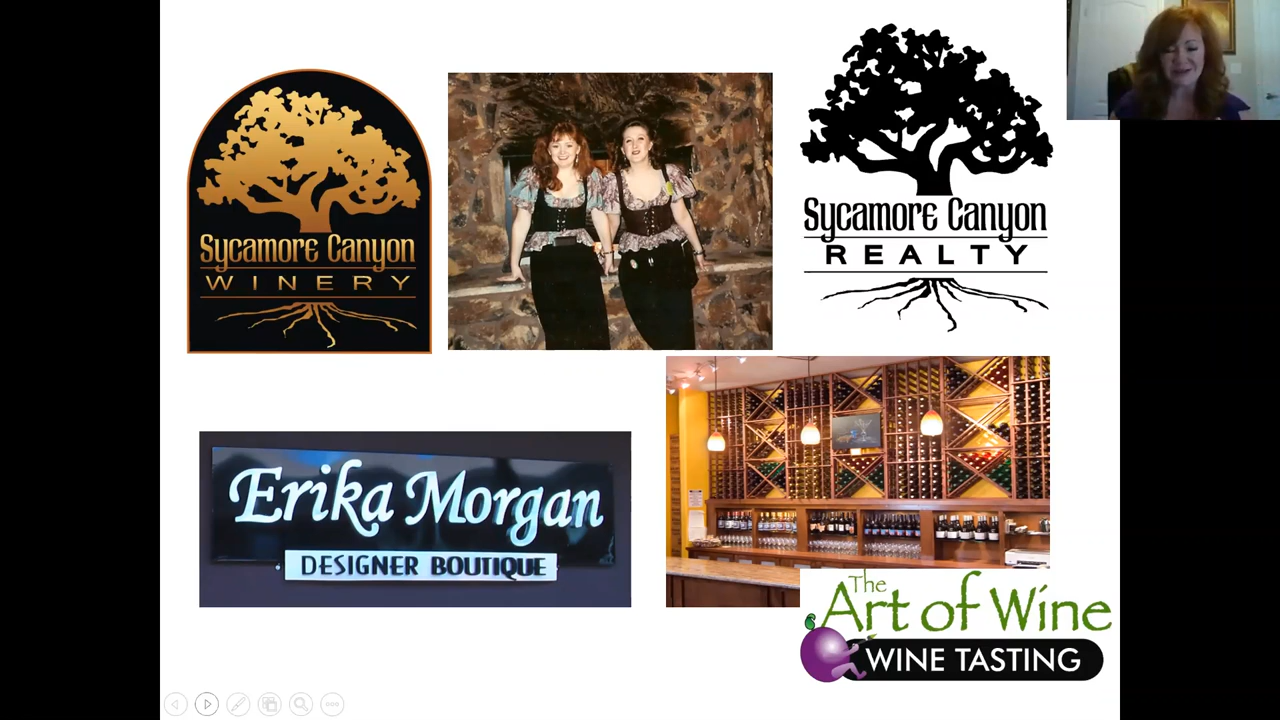 Sycamore Canyon
WINERY
Sycamore Canyon
REALTY
Erika Morgan
DESIGNER BOUTIQUE
The
Art of Wine
WINE TASTING